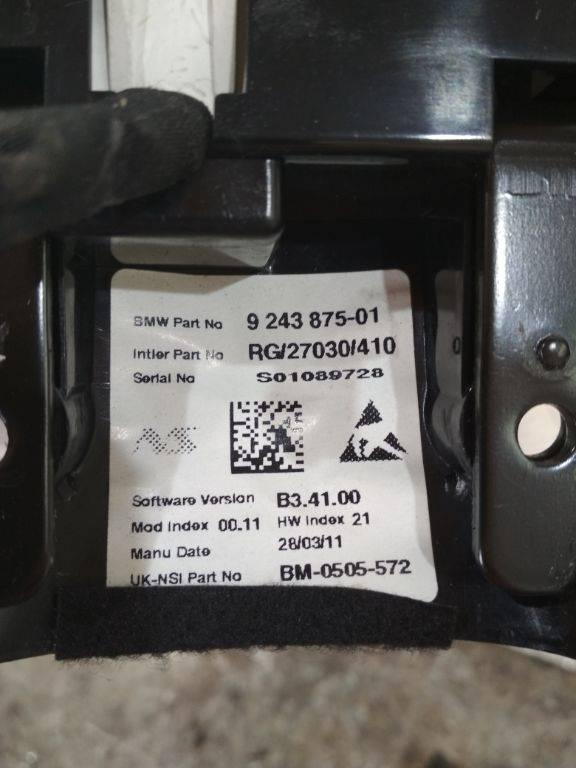 BMW Part No 9 243 875-01
Intier Part No RG/27030/410
Serial No S01089728
Software Version B3.41.00
Mod Index 00.11 HW Index 21
Manu Date 28/03/11
UK-NSI Part No BM-0505-572